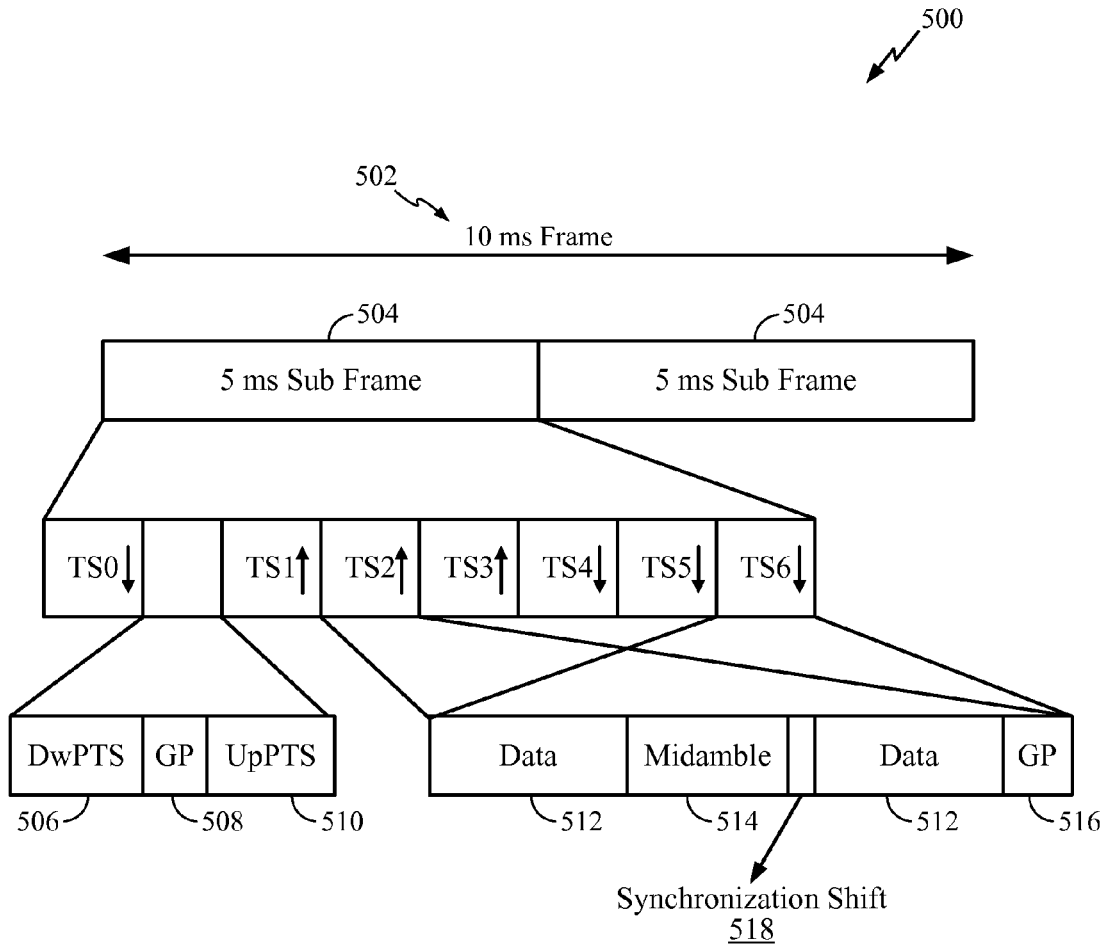 500
502
10 ms Frame
504 504
5 ms Sub Frame 5 ms Sub Frame
TS0 TS1 TS2 TS3 TS4 TS5 TS6
DwPTS GP UpPTS Data Midamble Data GP
506 508 510 512 514 512 516
Synchronization Shift
518